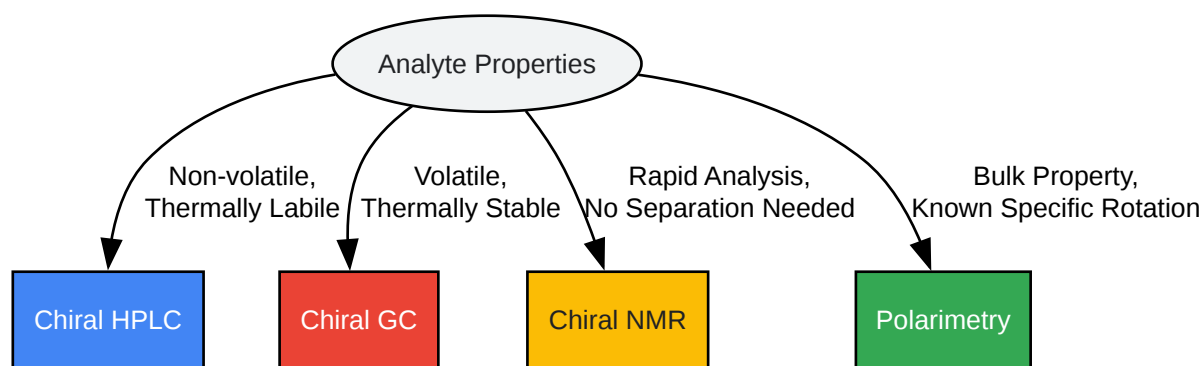 Analyte Properties
Non-volatile,
Thermally Labile
Volatile,
Thermally Stable
Rapid Analysis,
No Separation Needed
Bulk Property,
Known Specific Rotation
Chiral HPLC
Chiral GC
Chiral NMR
Polarimetry